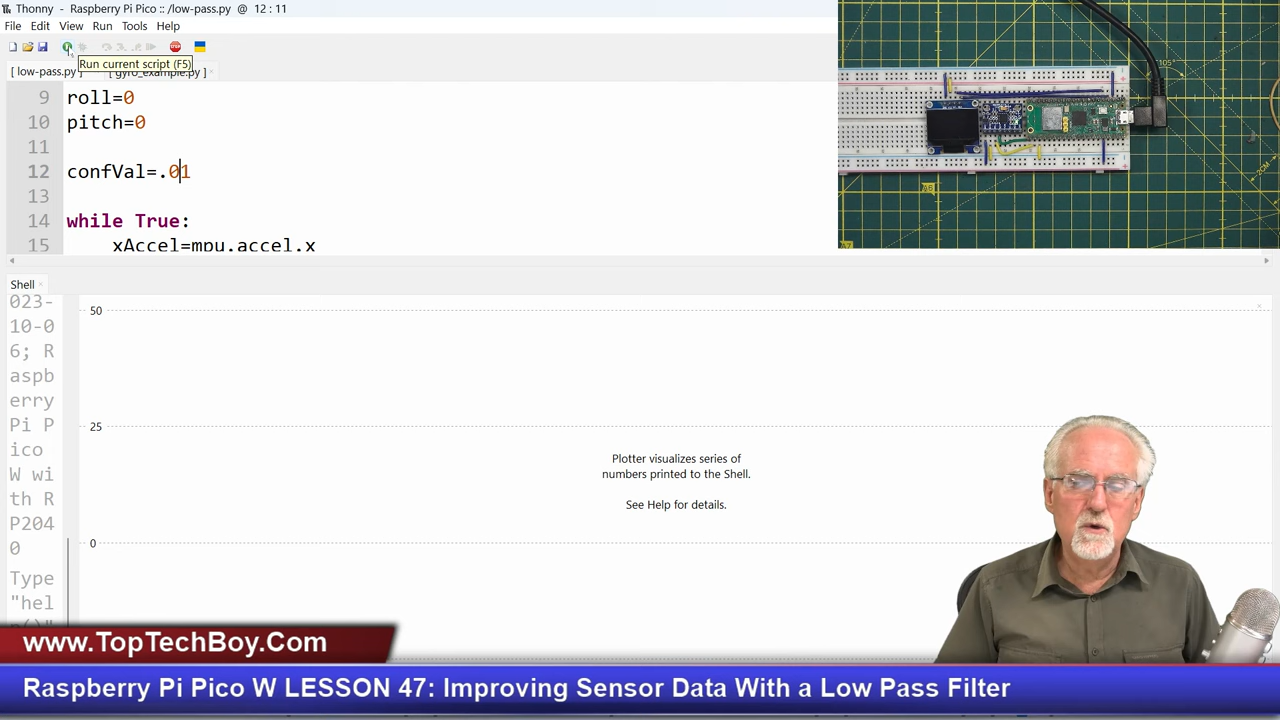 Thonny - Raspberry Pi Pico :: /low-pass.py @ 12 : 11
File Edit View Run Tools Help
STOP
Run current script (F5)
[ low-pass.py ] [ gyro_example.py ]
9 roll=0
10 pitch=0
11
12 confVal=.01
13
14 while True:
15 xAccel=mpu.accel.x
Shell
023-
10-0
6; R
aspb
erry
Pi P
ico
W wi
th R
P204
0
Type
"hel
50
25
0
Plotter visualizes series of
numbers printed to the Shell.
See Help for details.
www.TopTechBoy.Com
Raspberry Pi Pico W LESSON 47: Improving Sensor Data With a Low Pass Filter